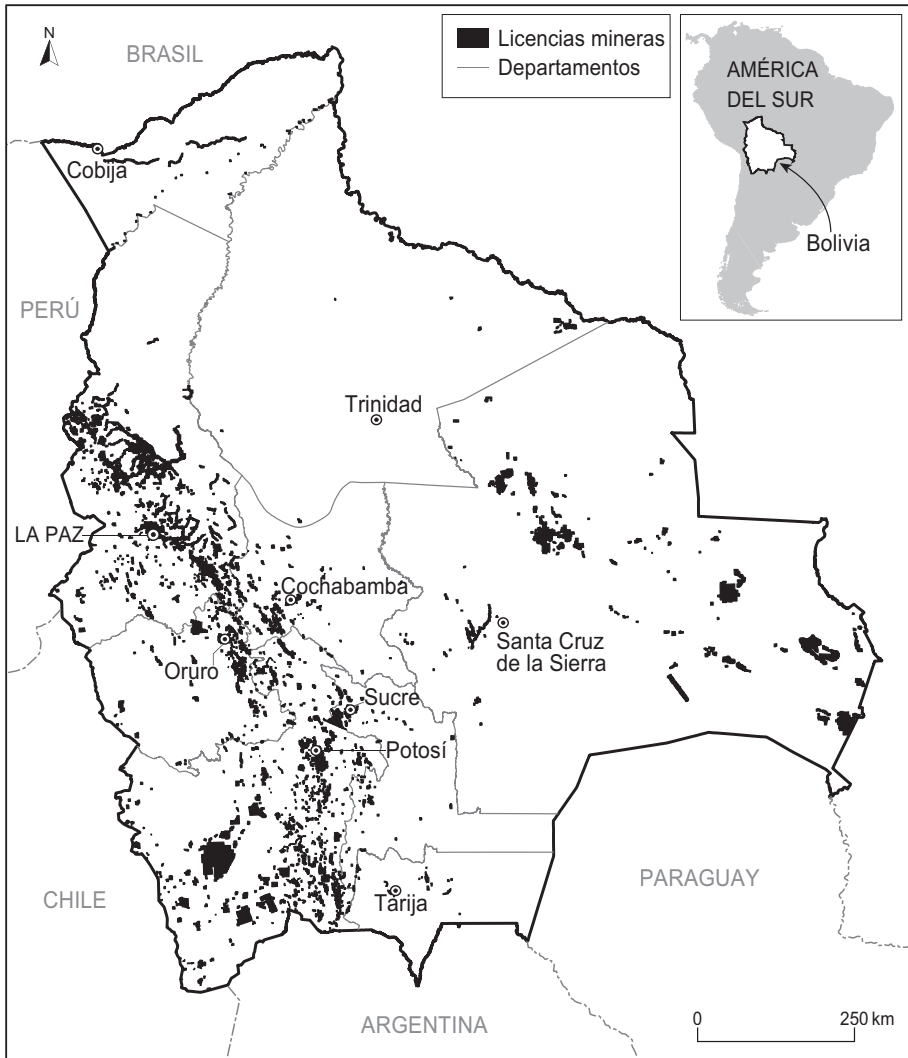 N
BRASIL
Licencias mineras
Departamentos
AMÉRICA
DEL SUR
Bolivia
Cobija
PERÚ
Trinidad
LA PAZ
Cochabamba
Santa Cruz
de la Sierra
Oruro
Sucre
Potosí
CHILE
Tarija
PARAGUAY
ARGENTINA
0 250 km